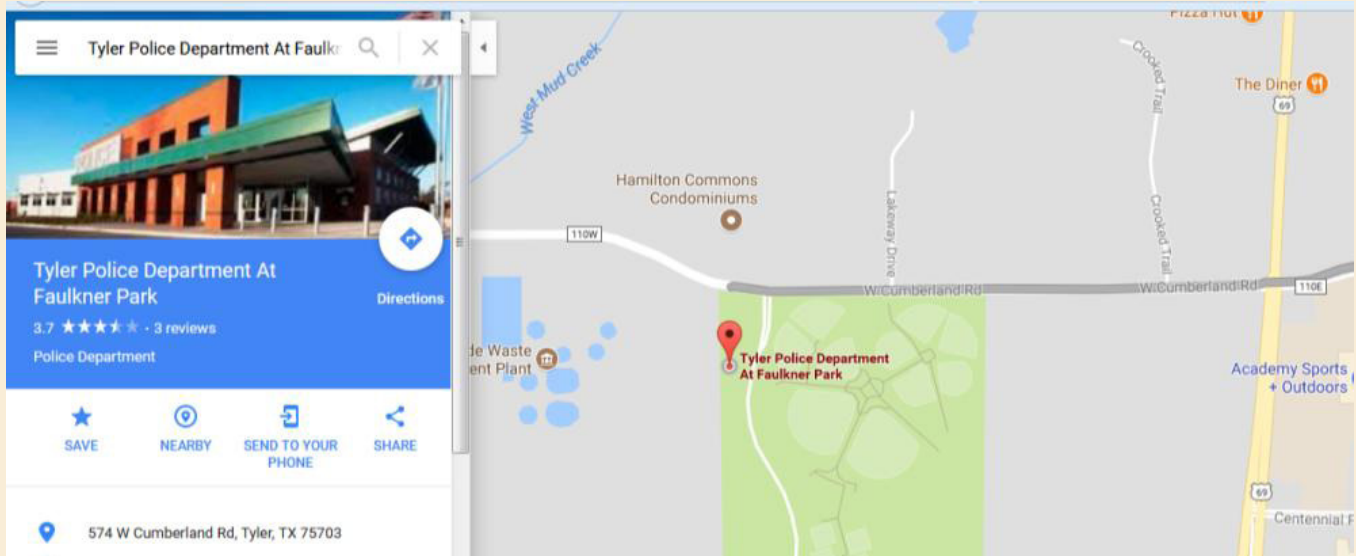 Tyler Police Department At Faulkr
POLICE
Tyler Police Department At
Faulkner Park
Directions
3.7 ★★★★★ · 3 reviews
Police Department
SAVE
NEARBY
SEND TO YOUR
PHONE
SHARE
574 W Cumberland Rd, Tyler, TX 75703
Pizza Hut
Crooked Trail
The Diner
69
West Mud Creek
Hamilton Commons
Condominiums
Lakeway Drive
Crooked Trail
110W
W Cumberland Rd
W Cumberland Rd
110E
de Waste
ent Plant
Tyler Police Department
At Faulkner Park
Academy Sports
+ Outdoors
69
Centennial P